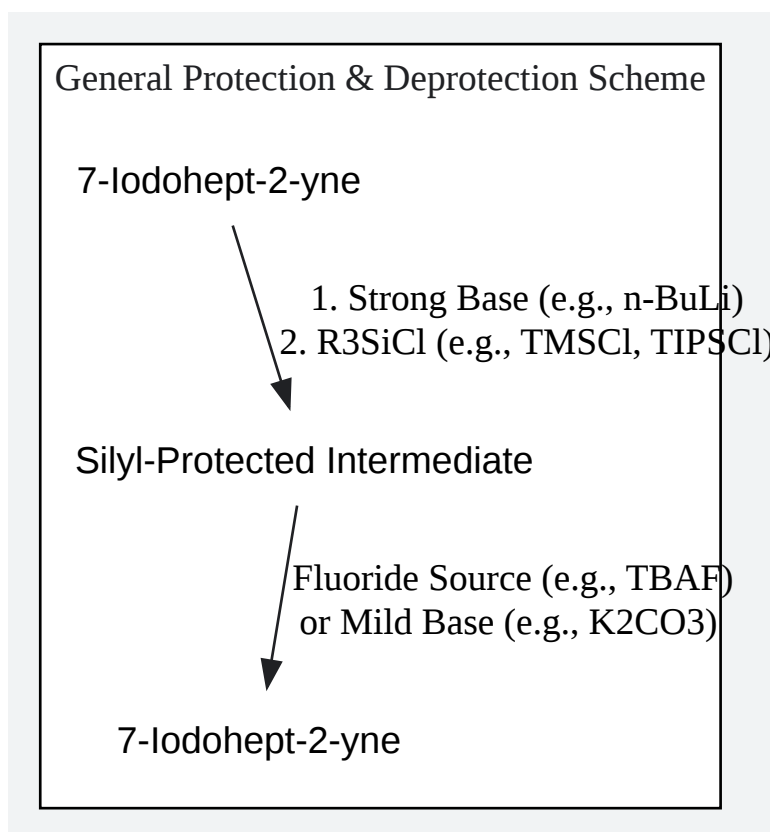 General Protection & Deprotection Scheme
7-Iodohept-2-yne
1. Strong Base (e.g., n-BuLi)
2. R3SiCl (e.g., TMSCl, TIPSCl)
Silyl-Protected Intermediate
Fluoride Source (e.g., TBAF)
or Mild Base (e.g., K2CO3)
7-Iodohept-2-yne